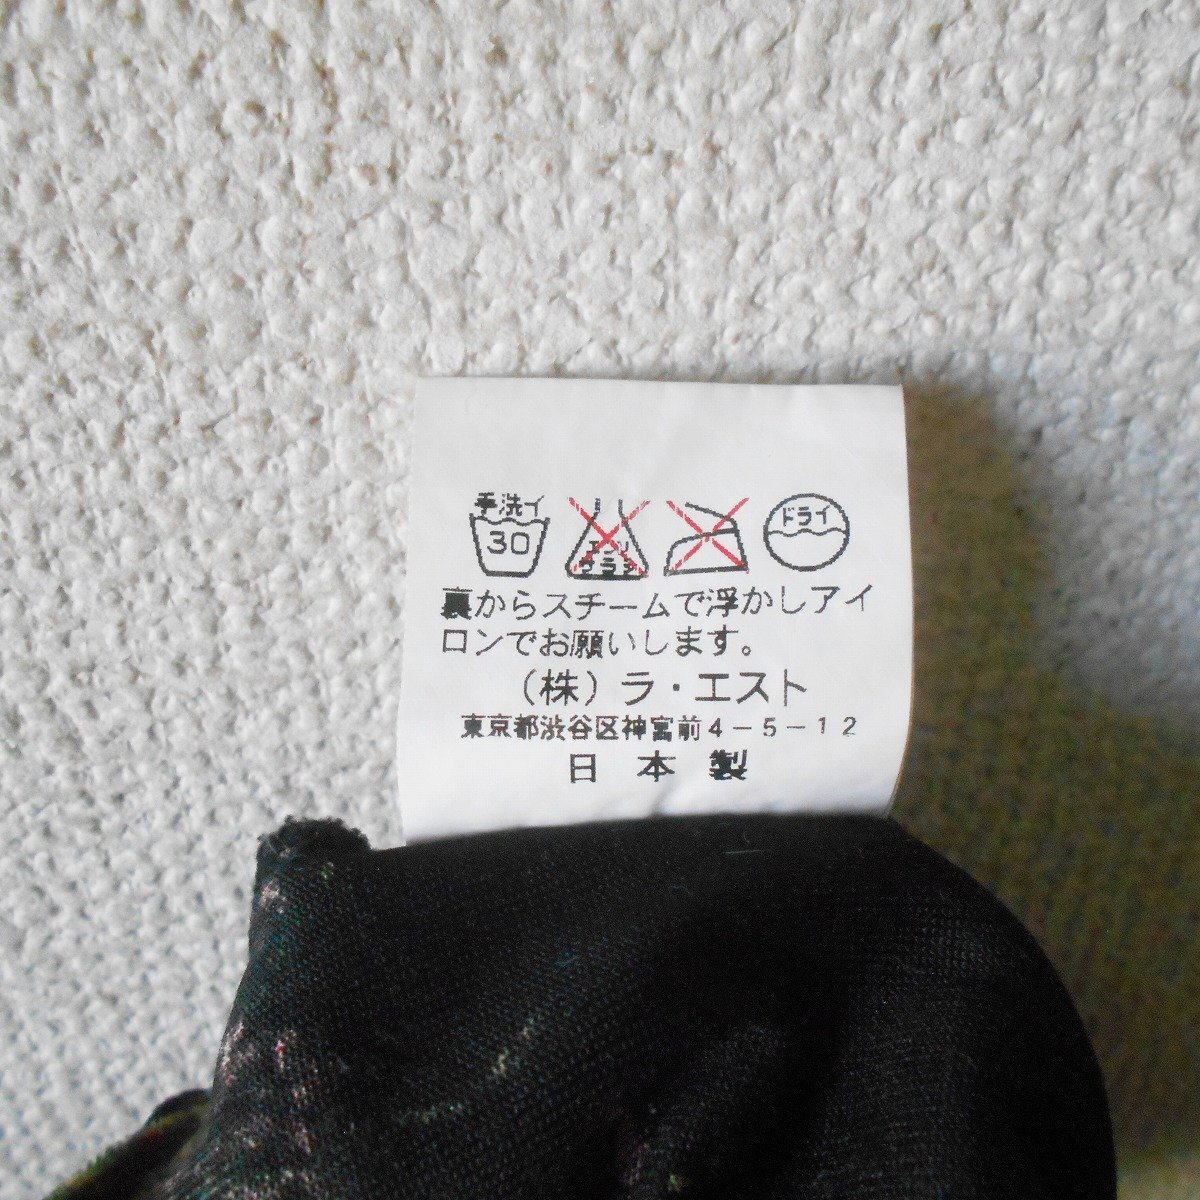 手洗イ
30
エンソ
サラシ
ドライ
裏からスチームで浮かしアイ
ロンでお願いします。
（株）ラ・エスト
東京都渋谷区神宮前４－５－１２
日 本 製